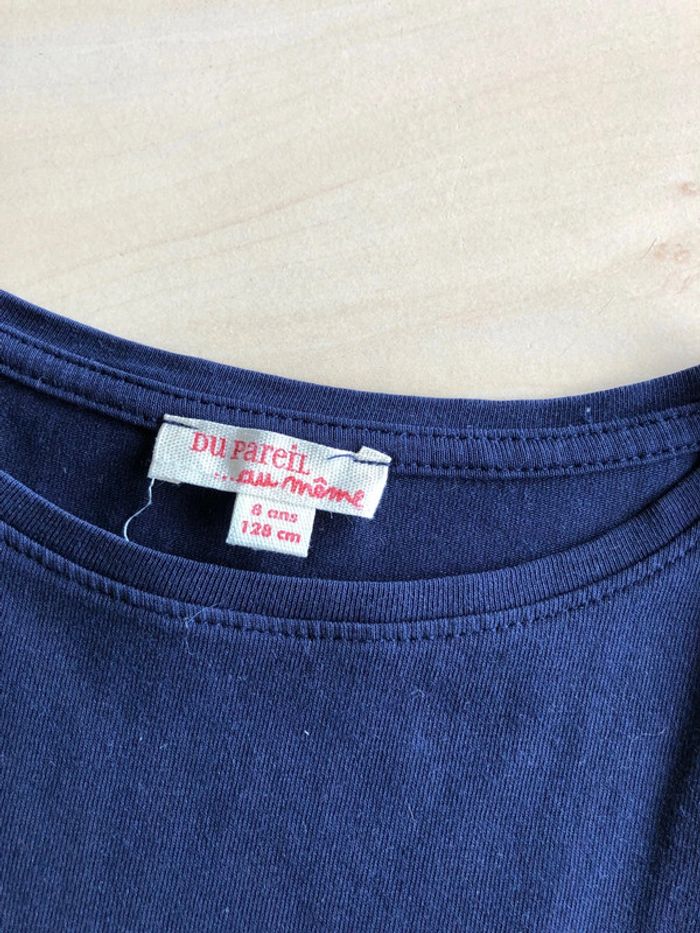 DU PaReiL
...au même
8 ans
128 cm